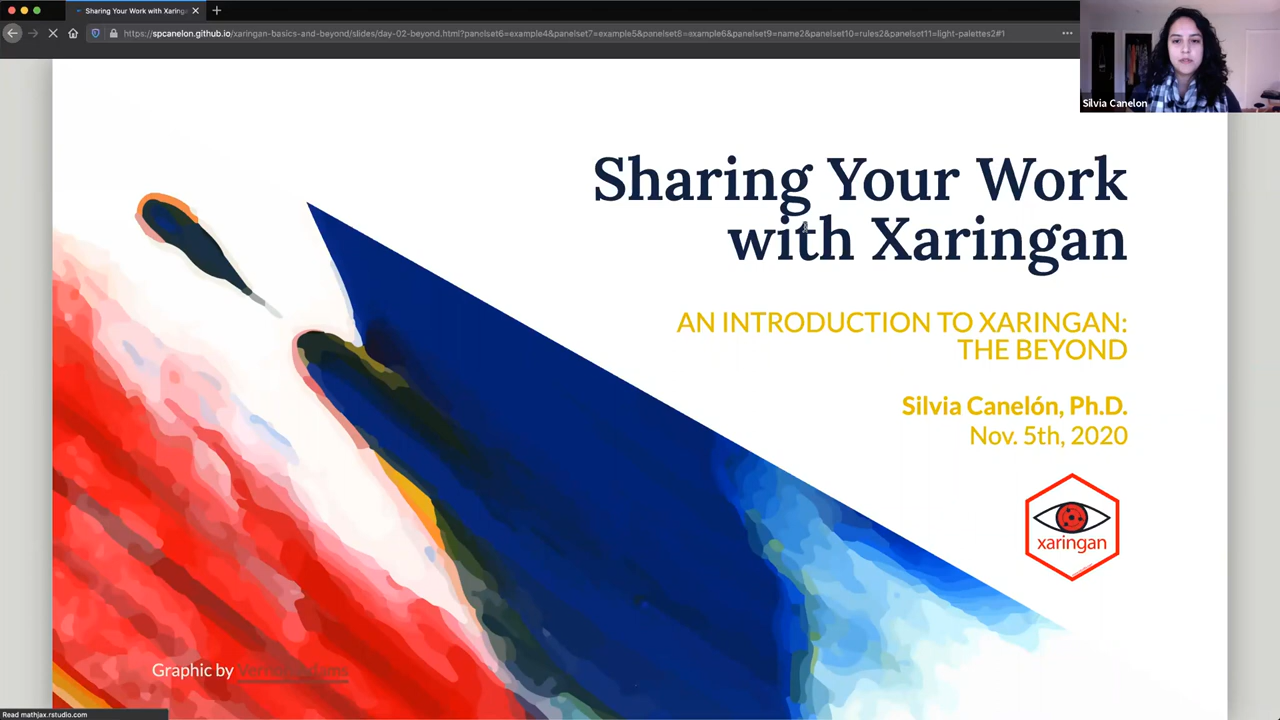 Sharing Your Work with Xaringan
https://spcanelon.github.io/xaringan-basics-and-beyond/slides/day-02-beyond.html?panelset6=example4&panelset7=example5&panelset8=example6&panelset9=name2&panelset10=rules2&panelset11=light-palettes2#1
Silvia Canelon
Sharing Your Work
with Xaringan
AN INTRODUCTION TO XARINGAN:
THE BEYOND
Silvia Canelón, Ph.D.
Nov. 5th, 2020
xaringan
Graphic by Vernon Adams
Read mathjax.rstudio.com